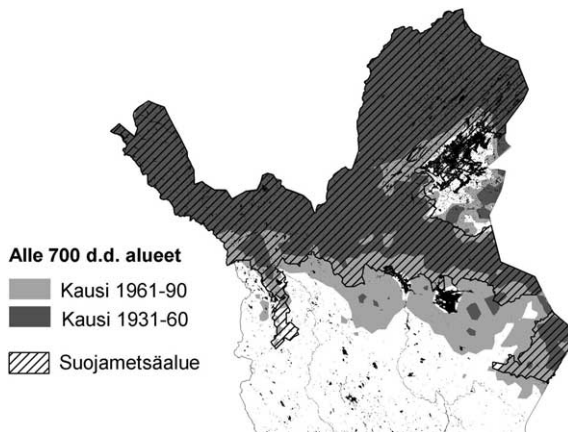 Alle 700 d.d. alueet
Kausi 1961-90
Kausi 1931-60
Suojametsäalue